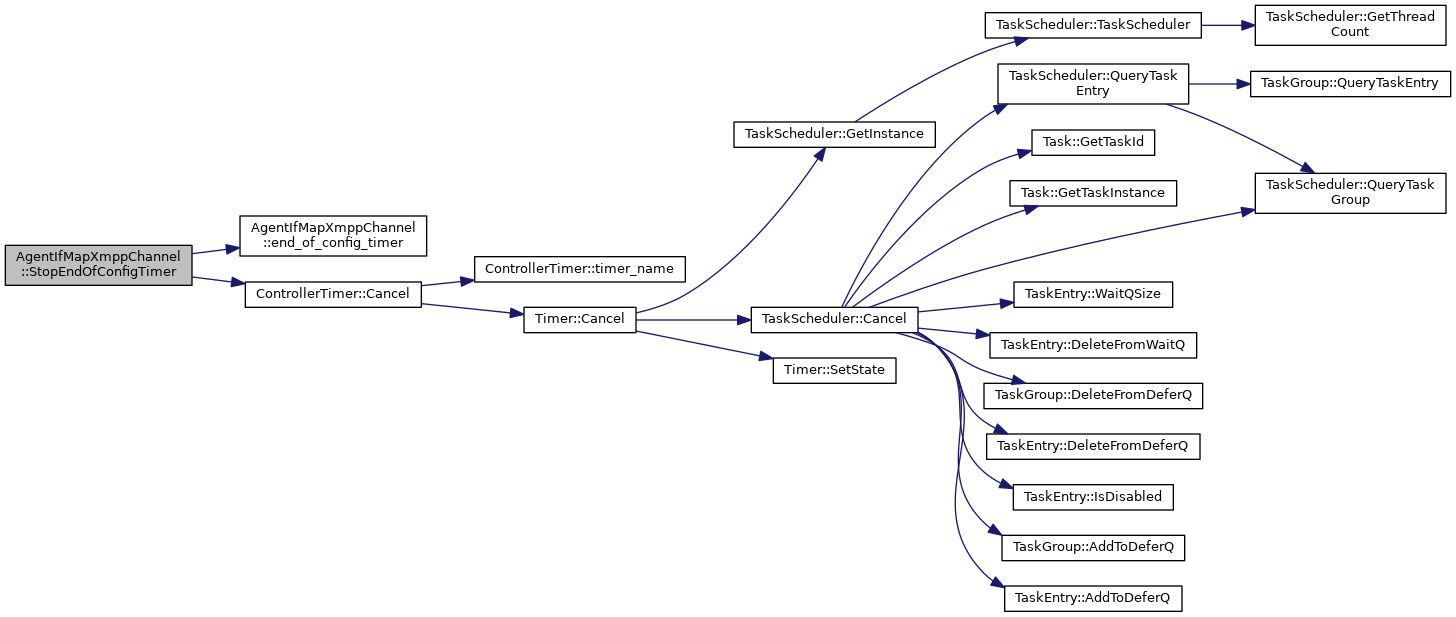 AgentIfMapXmppChannel
::StopEndOfConfigTimer
AgentIfMapXmppChannel
::end_of_config_timer
ControllerTimer::Cancel
ControllerTimer::timer_name
Timer::Cancel
TaskScheduler::GetInstance
TaskScheduler::Cancel
Timer::SetState
TaskScheduler::TaskScheduler
TaskScheduler::QueryTask
Entry
Task::GetTaskId
Task::GetTaskInstance
TaskEntry::WaitQSize
TaskEntry::DeleteFromWaitQ
TaskGroup::DeleteFromDeferQ
TaskEntry::DeleteFromDeferQ
TaskEntry::IsDisabled
TaskGroup::AddToDeferQ
TaskEntry::AddToDeferQ
TaskScheduler::GetThread
Count
TaskGroup::QueryTaskEntry
TaskScheduler::QueryTask
Group